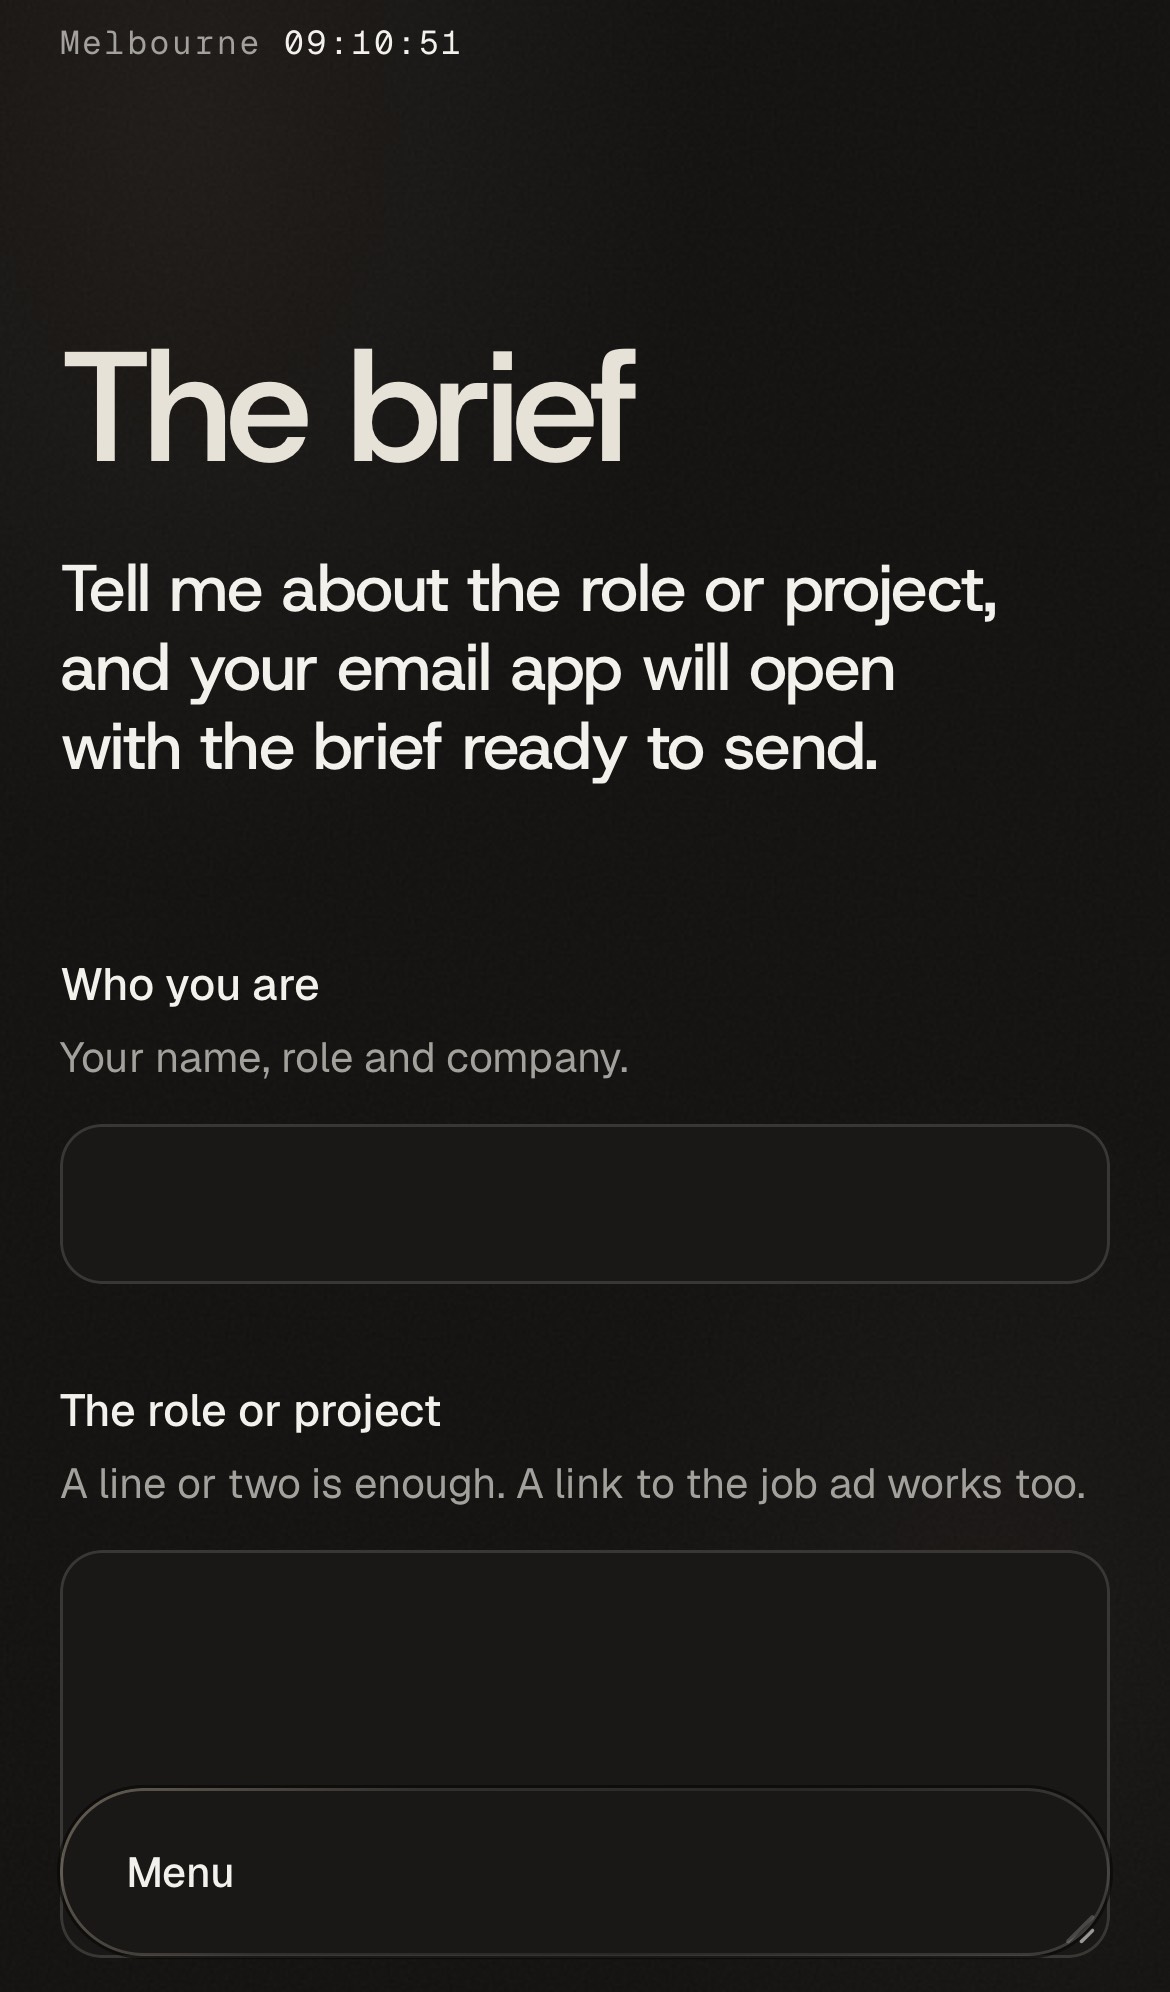 Melbourne 09:10:51
The brief
Tell me about the role or project,
and your email app will open
with the brief ready to send.
Who you are
Your name, role and company.
The role or project
A line or two is enough. A link to the job ad works too.
Menu